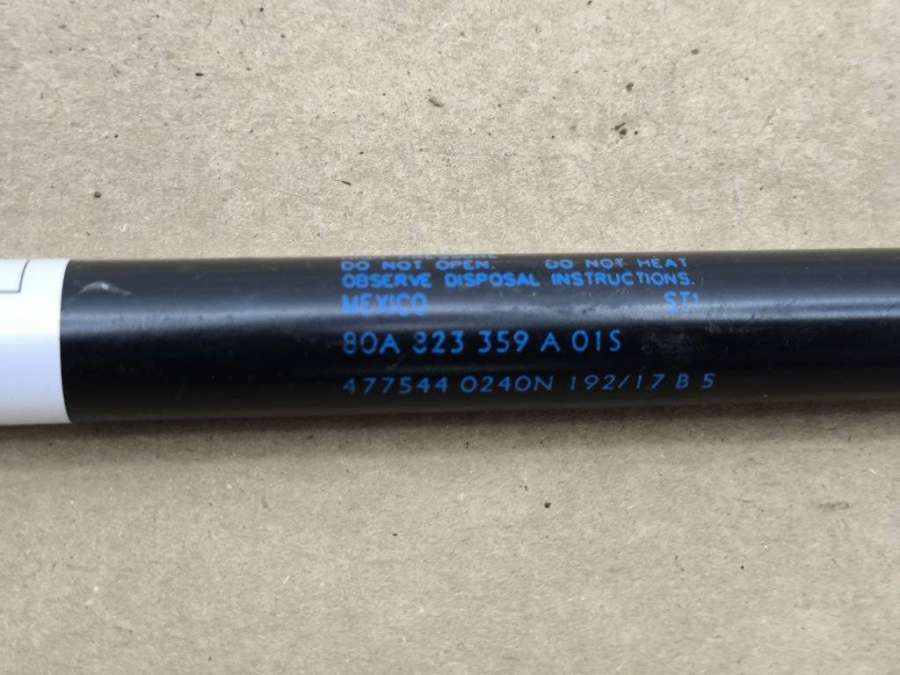 DO NOT OPEN. DO NOT HEAT
OBSERVE DISPOSAL INSTRUCTIONS.
MEXICO ST1
80A 823 359 A 01S
477544 0240N 192/17 B 5